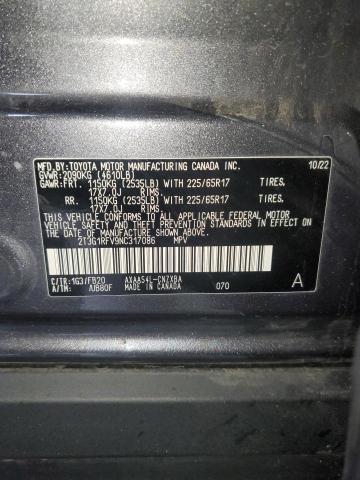 MFD.BY:TOYOTA MOTOR MANUFACTURING CANADA INC. 10/22
GVWR:2090KG (4610LB)
GAWR:FRT. 1150KG (2535LB) WITH 225/65R17 TIRES.
17X7.0J RIMS
RR. 1150KG (2535LB) WITH 225/65R17 TIRES.
17X7.0J RIMS
THIS VEHICLE CONFORMS TO ALL APPLICABLE FEDERAL MOTOR VEHICLE
SAFETY AND THEFT PREVENTION STANDARDS IN EFFECT ON THE DATE OF
MANUFACTURE SHOWN ABOVE.
2T3G1RFV9NC317086 MPV
C/TR:1G3/FB20 AXAA54L-CNZXBA
A/TM: /UB80F MADE IN CANADA 070 A